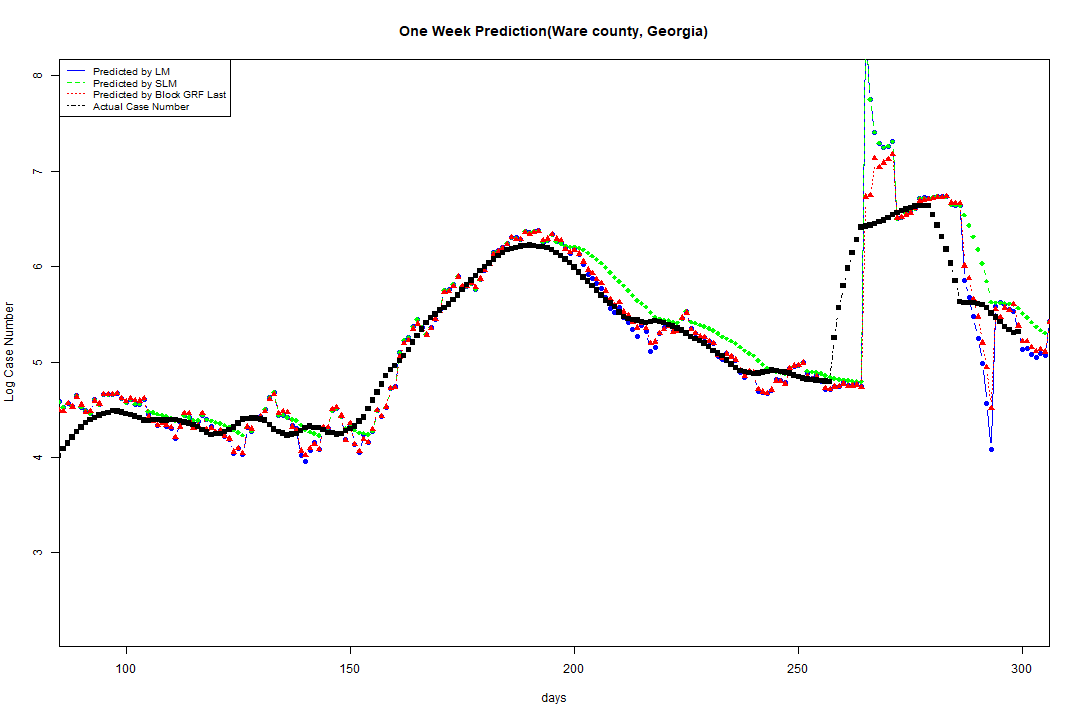 One Week Prediction(Ware county, Georgia)
Predicted by LM
Predicted by SLM
Predicted by Block GRF Last
Actual Case Number
Log Case Number
8
7
6
5
4
3
100 150 200 250 300
days